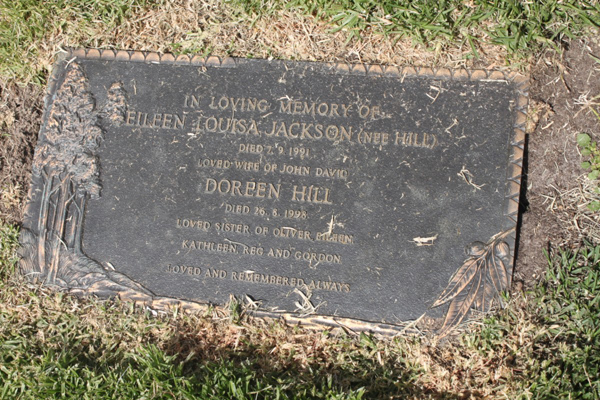 IN LOVING MEMORY OF
EILEEN LOUISA JACKSON (NEE HILL)
DIED 7. 9. 1991
LOVED WIFE OF JOHN DAVID
DOREEN HILL
DIED 26. 8. 1998
LOVED SISTER OF OLIVER, EILEEN,
KATHLEEN, REG AND GORDON
LOVED AND REMEMBERED ALWAYS